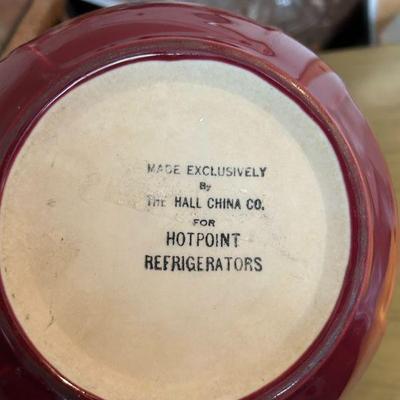 MADE EXCLUSIVELY
By
THE HALL CHINA CO.
FOR
HOTPOINT
REFRIGERATORS